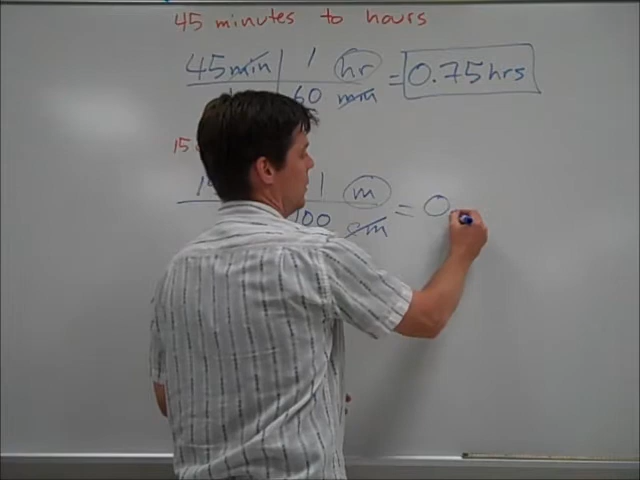 45 minutes to hours
45 min 1 hr = 0.75 hrs
60 min
15
1 m = 0
100 cm